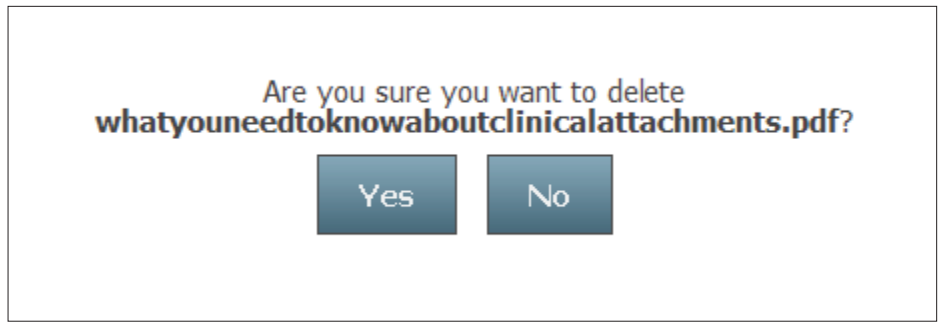 Are you sure you want to delete
whatyouneedtoknowaboutclinicalattachments.pdf?
Yes No